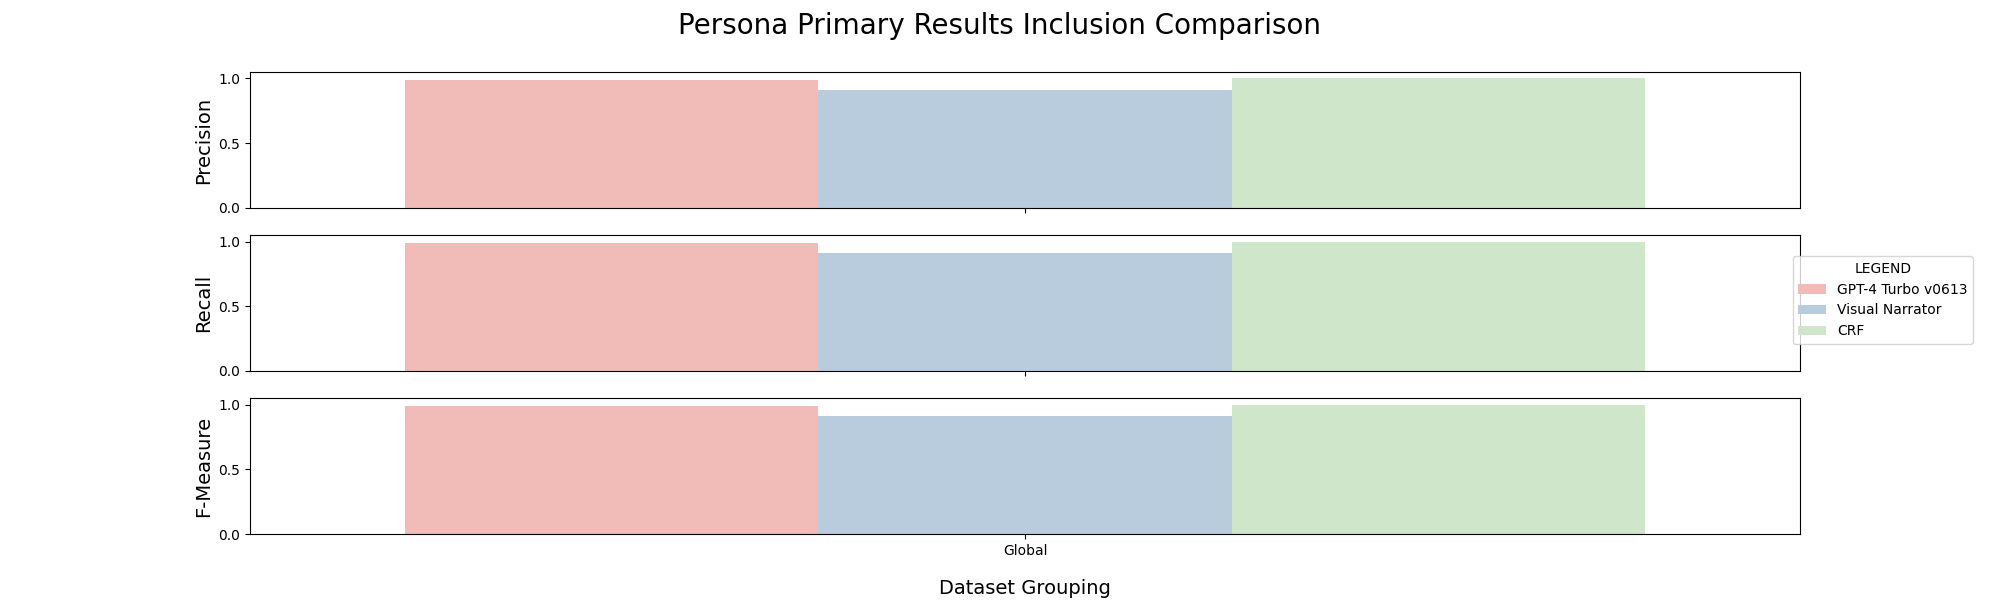 Persona Primary Results Inclusion Comparison
1.0
0.5
0.0
Precision
1.0
0.5
0.0
Recall
LEGEND
GPT-4 Turbo v0613
Visual Narrator
CRF
1.0
0.5
0.0
F-Measure
Global
Dataset Grouping